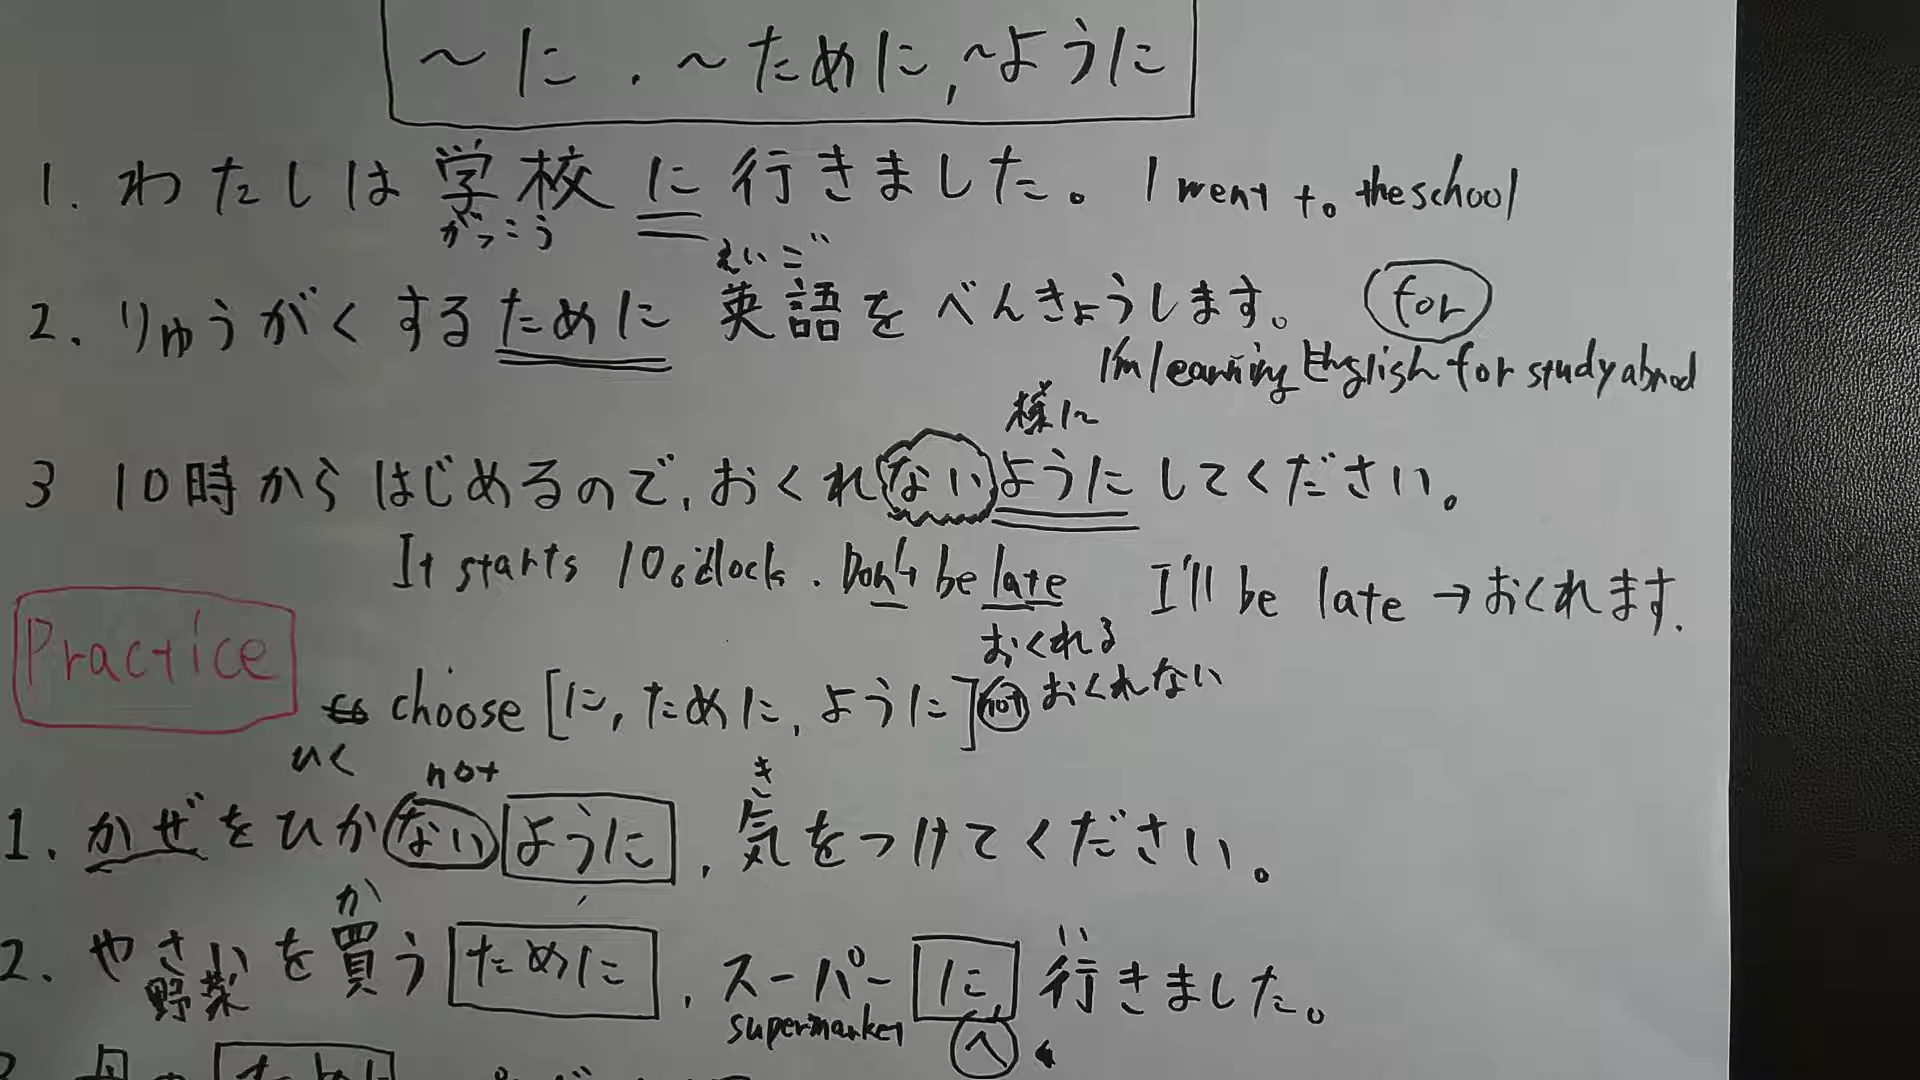 〜に．〜ために，〜ように
1. わたしは学校に行きました。 I went to the school
がっこう
えいご
2. りゅうがくするために 英語をべんきょうします。 for
I'm learning English for study abroad
様に
3 10時からはじめるので，おくれないようにしてください。
It starts 10o'clock. Don't be late I'll be late →おくれます.
おくれる
Practice
choose [に, ために, ように] not おくれない
ひく not き
1. かぜをひかないように，気をつけてください。
か い
2. やさいを買うために，スーパーに行きました。
野菜 supermarket へ